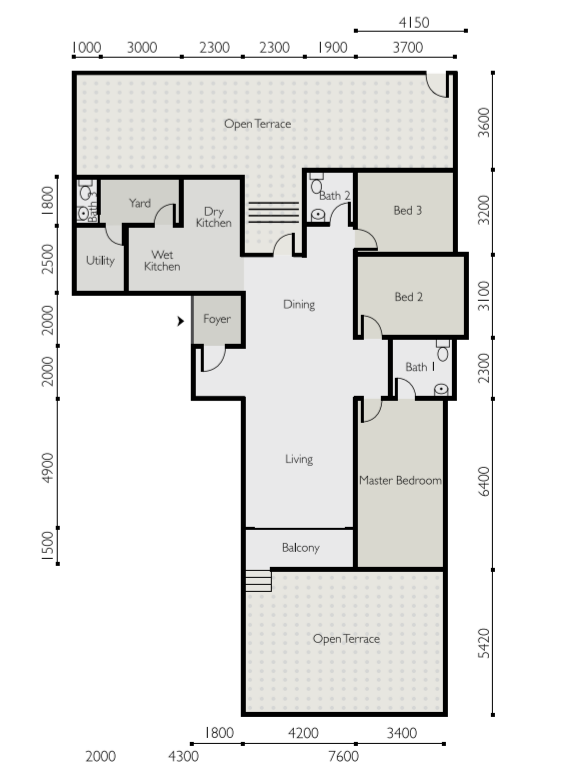 4150
1000 3000 2300 2300 1900 3700
3600
Open Terrace
1800
Bath 3
Yard
Dry
Kitchen
Bath 2
Bed 3
3200
2500
Utility
Wet
Kitchen
Dining
Bed 2
3100
2000
Foyer
2000
Bath 1
2300
4900
Living
Master Bedroom
6400
1500
Balcony
Open Terrace
5420
1800 4200 3400
2000 4300 7600